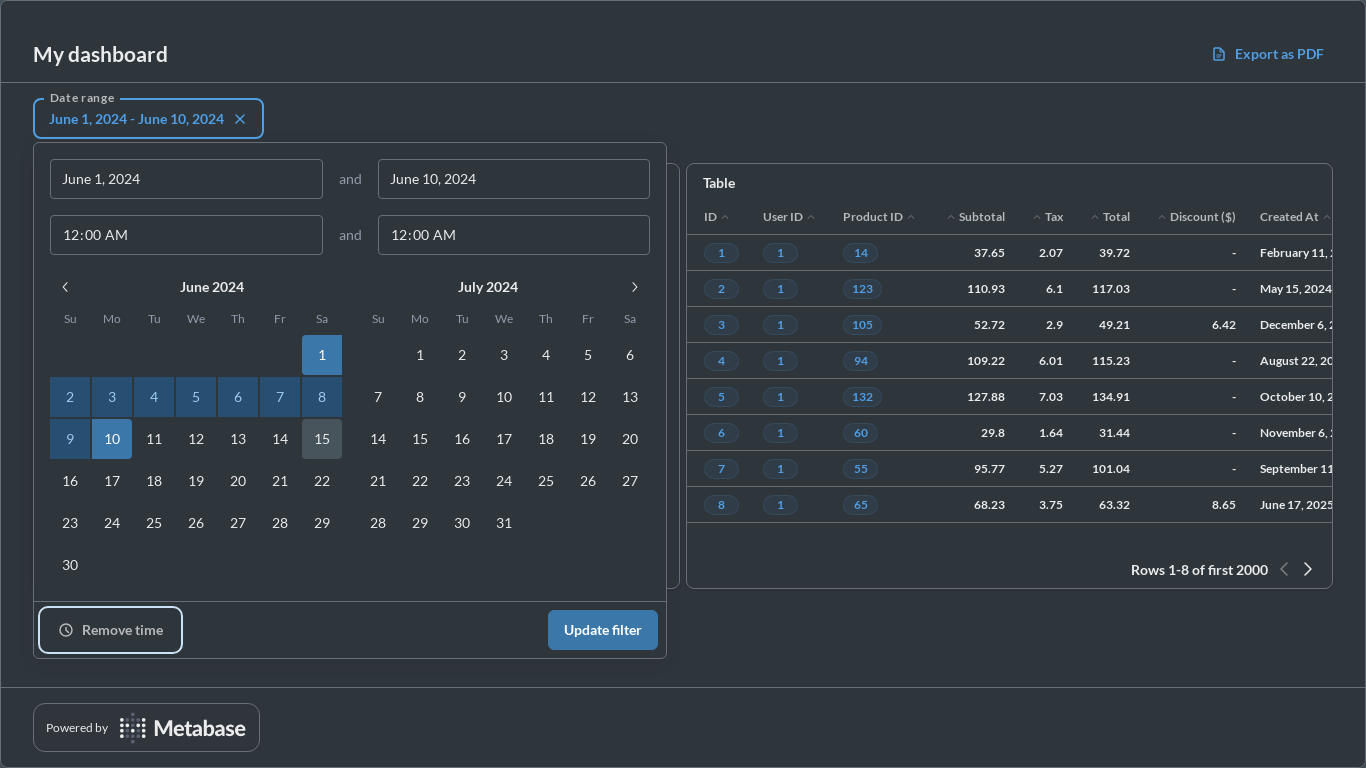 My dashboard
Export as PDF
Date range
June 1, 2024 - June 10, 2024
June 1, 2024 and June 10, 2024
12:00 AM and 12:00 AM
June 2024 July 2024
Su Mo Tu We Th Fr Sa Su Mo Tu We Th Fr Sa
1 1 2 3 4 5 6
2 3 4 5 6 7 8 7 8 9 10 11 12 13
9 10 11 12 13 14 15 14 15 16 17 18 19 20
16 17 18 19 20 21 22 21 22 23 24 25 26 27
23 24 25 26 27 28 29 28 29 30 31
30
Remove time Update filter
Table
ID User ID Product ID Subtotal Tax Total Discount ($) Created At
1 1 14 37.65 2.07 39.72 - February 11,
2 1 123 110.93 6.1 117.03 - May 15, 2024
3 1 105 52.72 2.9 49.21 6.42 December 6,
4 1 94 109.22 6.01 115.23 - August 22,
5 1 132 127.88 7.03 134.91 - October 10,
6 1 60 29.8 1.64 31.44 - November 6,
7 1 55 95.77 5.27 101.04 - September 11
8 1 65 68.23 3.75 63.32 8.65 June 17, 2025
Rows 1-8 of first 2000
Powered by Metabase